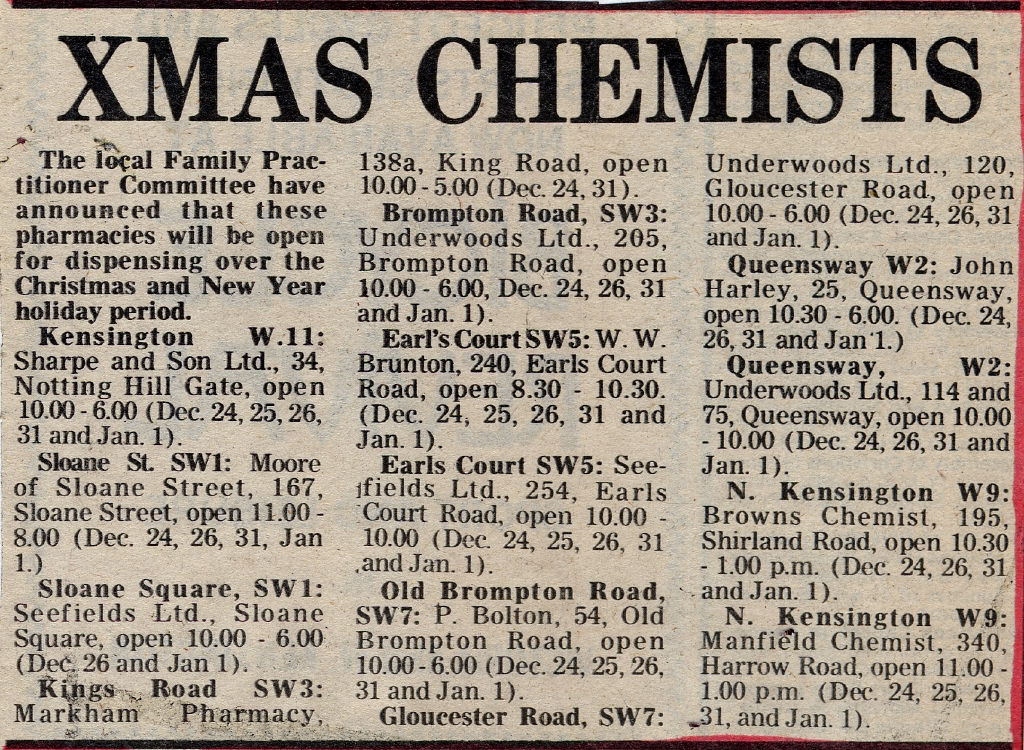 XMAS CHEMISTS
The local Family Prac-
titioner Committee have
announced that these
pharmacies will be open
for dispensing over the
Christmas and New Year
holiday period.
Kensington W.11:
Sharpe and Son Ltd., 34,
Notting Hill Gate, open
10.00 - 6.00 (Dec. 24, 25, 26,
31 and Jan. 1).
Sloane St. SW1: Moore
of Sloane Street, 167,
Sloane Street, open 11.00 -
8.00 (Dec. 24, 26, 31, Jan
1.)
Sloane Square, SW1:
Seefields Ltd., Sloane
Square, open 10.00 - 6.00
(Dec. 26 and Jan 1).
Kings Road SW3:
Markham Pharmacy,
138a, King Road, open
10.00 - 5.00 (Dec. 24, 31).
Brompton Road, SW3:
Underwoods Ltd., 205,
Brompton Road, open
10.00 - 6.00, Dec. 24, 26, 31
and Jan. 1).
Earl's Court SW5: W. W.
Brunton, 240, Earls Court
Road, open 8.30 - 10.30.
(Dec. 24, 25, 26, 31 and
Jan. 1).
Earls Court SW5: See-
fields Ltd., 254, Earls
Court Road, open 10.00 -
10.00 (Dec. 24, 25, 26, 31
and Jan. 1).
Old Brompton Road,
SW7: P. Bolton, 54, Old
Brompton Road, open
10.00 - 6.00 (Dec. 24, 25, 26,
31 and Jan. 1).
Gloucester Road, SW7:
Underwoods Ltd., 120,
Gloucester Road, open
10.00 - 6.00 (Dec. 24, 26, 31
and Jan. 1).
Queensway W2: John
Harley, 25, Queensway,
open 10.30 - 6.00. (Dec. 24,
26, 31 and Jan 1.)
Queensway, W2:
Underwoods Ltd., 114 and
75, Queensway, open 10.00
- 10.00 (Dec. 24, 26, 31 and
Jan. 1).
N. Kensington W9:
Browns Chemist, 195,
Shirland Road, open 10.30
- 1.00 p.m. (Dec. 24, 26, 31
and Jan. 1).
N. Kensington W9:
Manfield Chemist, 340,
Harrow Road, open 11.00 -
1.00 p.m. (Dec. 24, 25, 26,
31, and Jan. 1).